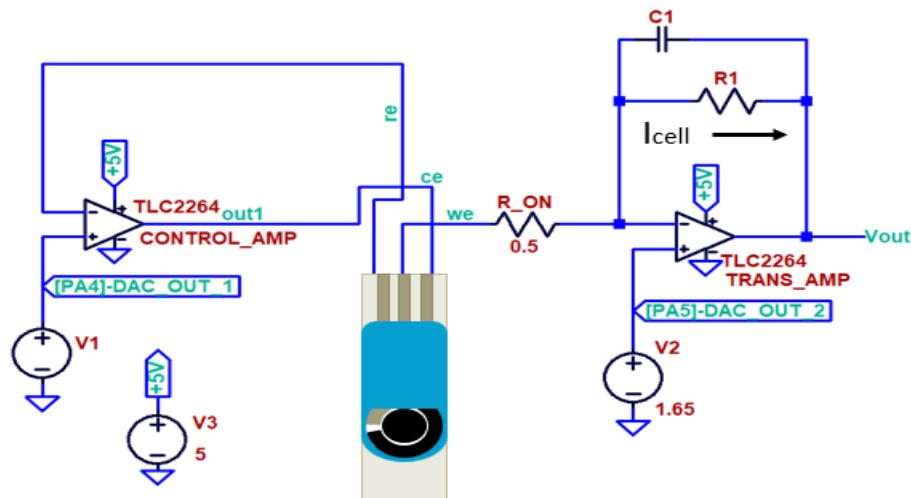 C1
R1
Icell
re
+5V
TLC2264
out1
CONTROL_AMP
ce
we
R_ON
0.5
+5V
TLC2264
TRANS_AMP
Vout
[PA4]-DAC_OUT_1
[PA5]-DAC_OUT_2
V1
+5V
V3
5
V2
1.65